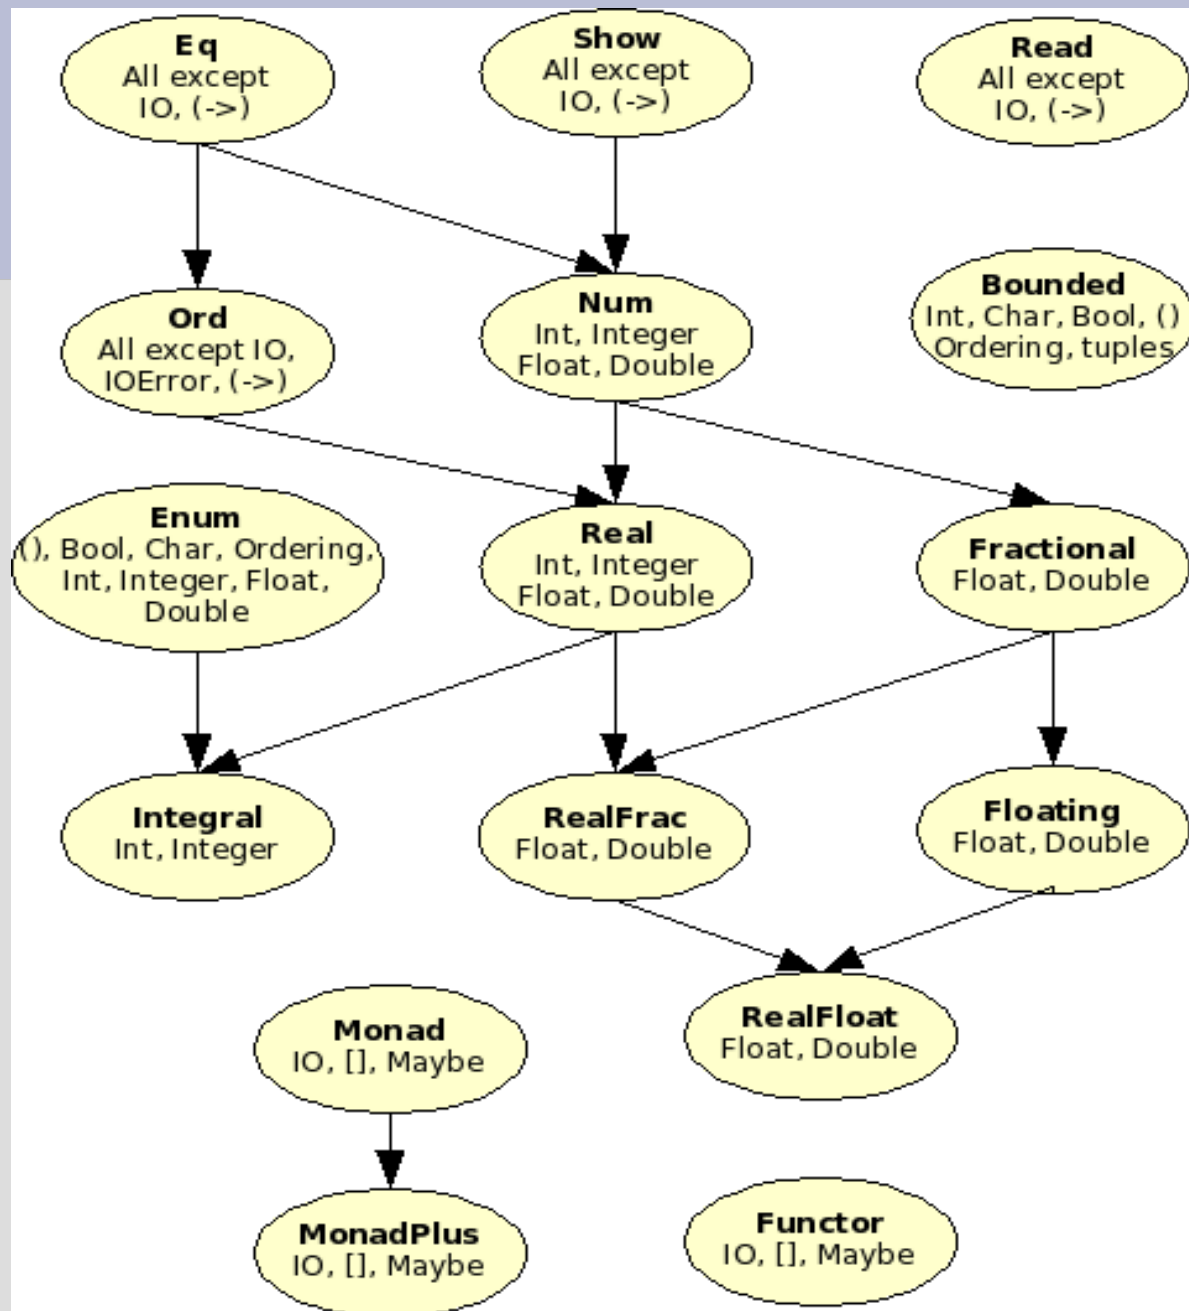 Eq
All except
IO, (->)
Show
All except
IO, (->)
Read
All except
IO, (->)
Ord
All except IO,
IOError, (->)
Num
Int, Integer
Float, Double
Bounded
Int, Char, Bool, ()
Ordering, tuples
Enum
(), Bool, Char, Ordering,
Int, Integer, Float,
Double
Real
Int, Integer
Float, Double
Fractional
Float, Double
Integral
Int, Integer
RealFrac
Float, Double
Floating
Float, Double
Monad
IO, [], Maybe
RealFloat
Float, Double
MonadPlus
IO, [], Maybe
Functor
IO, [], Maybe